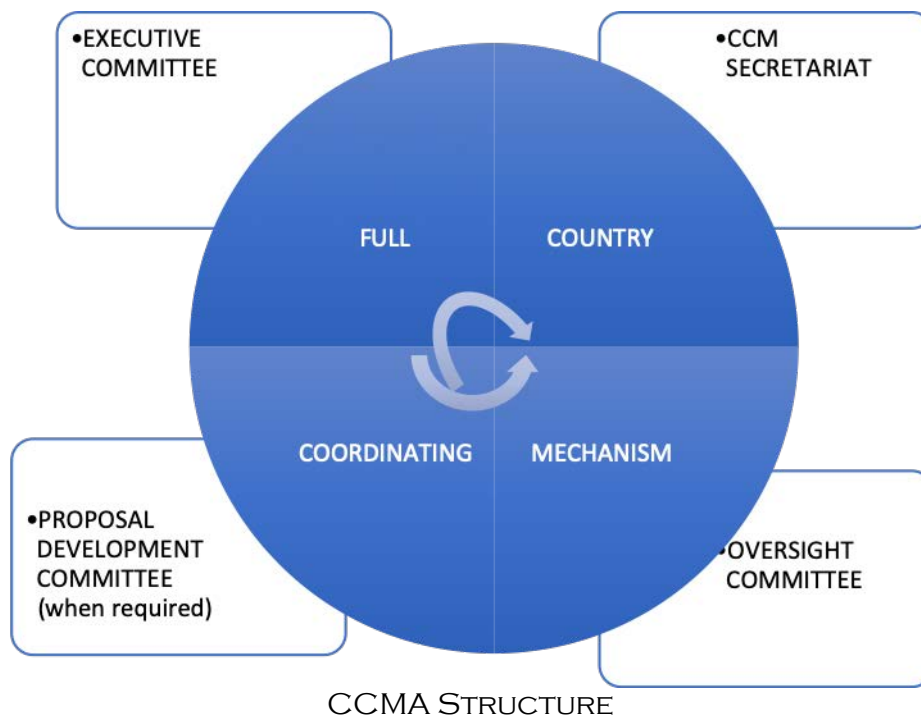 •EXECUTIVE
COMMITTEE
•CCM
SECRETARIAT
FULL
COUNTRY
COORDINATING
MECHANISM
•PROPOSAL
DEVELOPMENT
COMMITTEE
(when required)
•OVERSIGHT
COMMITTEE
CCMA STRUCTURE